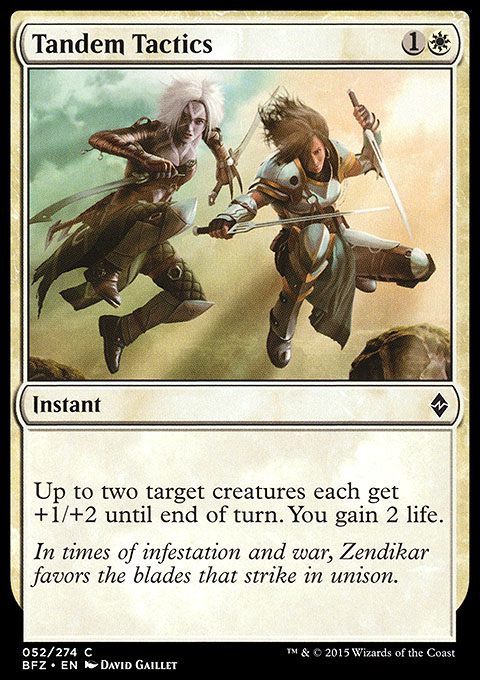 Tandem Tactics 1
Instant
Up to two target creatures each get
+1/+2 until end of turn. You gain 2 life.
In times of infestation and war, Zendikar
favors the blades that strike in unison.
052/274 C
BFZ • EN David Gaillet
™ & © 2015 Wizards of the Coast